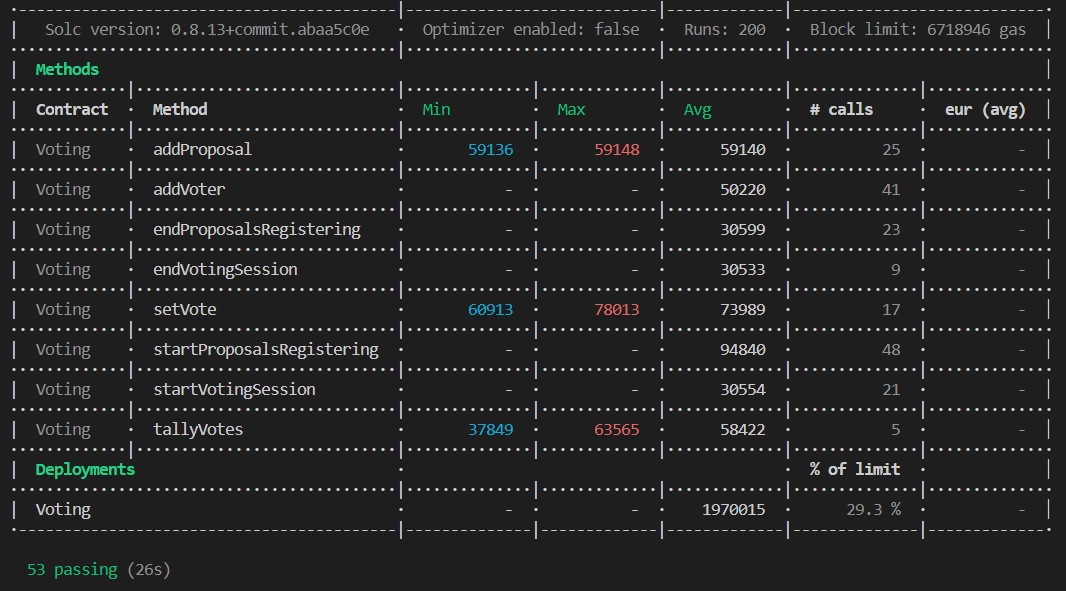 Solc version: 0.8.13+commit.abaa5c0e · Optimizer enabled: false · Runs: 200 · Block limit: 6718946 gas
Methods
Contract · Method · Min · Max · Avg · # calls · eur (avg)
Voting · addProposal · 59136 · 59148 · 59140 · 25 · -
Voting · addVoter · - · - · 50220 · 41 · -
Voting · endProposalsRegistering · - · - · 30599 · 23 · -
Voting · endVotingSession · - · - · 30533 · 9 · -
Voting · setVote · 60913 · 78013 · 73989 · 17 · -
Voting · startProposalsRegistering · - · - · 94840 · 48 · -
Voting · startVotingSession · - · - · 30554 · 21 · -
Voting · tallyVotes · 37849 · 63565 · 58422 · 5 · -
Deployments · · % of limit ·
Voting · - · - · 1970015 · 29.3 % · -
53 passing (26s)